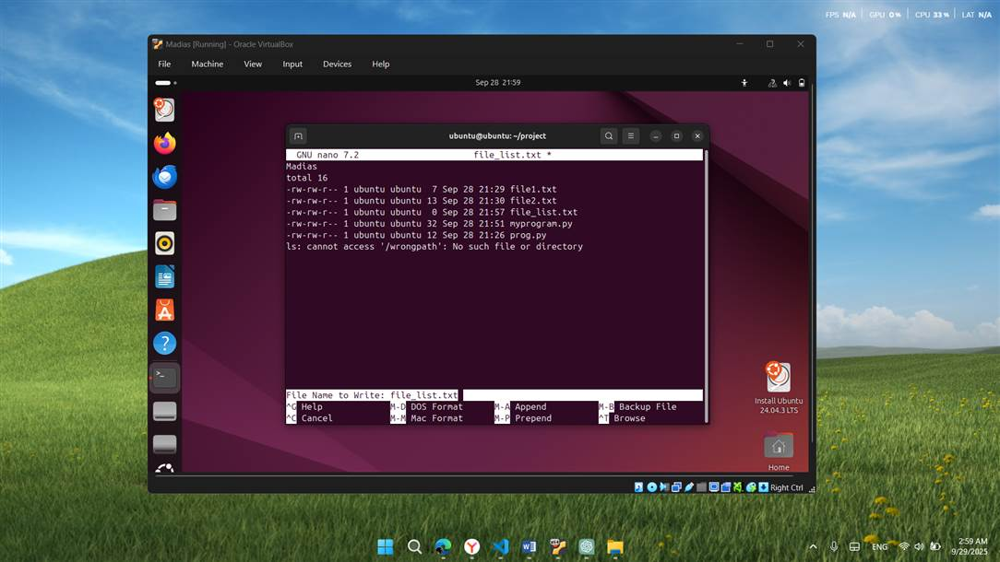 FPS N/A GPU 0 % CPU 33 % LAT N/A
Madias [Running] - Oracle VirtualBox
File Machine View Input Devices Help
Sep 28 21:59
ubuntu@ubuntu: ~/project
GNU nano 7.2 file_list.txt *
Madias
total 16
-rw-rw-r-- 1 ubuntu ubuntu  7 Sep 28 21:29 file1.txt
-rw-rw-r-- 1 ubuntu ubuntu 13 Sep 28 21:30 file2.txt
-rw-rw-r-- 1 ubuntu ubuntu  0 Sep 28 21:57 file_list.txt
-rw-rw-r-- 1 ubuntu ubuntu 32 Sep 28 21:51 myprogram.py
-rw-rw-r-- 1 ubuntu ubuntu 12 Sep 28 21:26 prog.py
ls: cannot access '/wrongpath': No such file or directory
File Name to Write: file_list.txt
^G Help M-D DOS Format M-A Append M-B Backup File
^C Cancel M-M Mac Format M-P Prepend ^T Browse
Install Ubuntu
24.04.3 LTS
Home
Right Ctrl
ENG
2:59 AM
9/29/2025